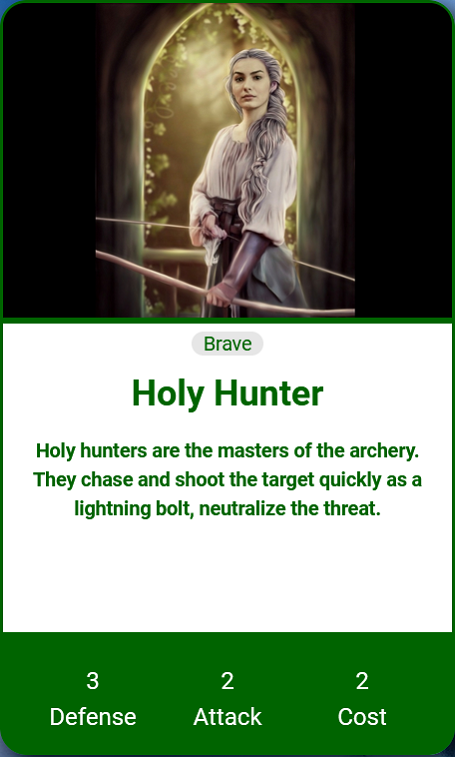 Brave
Holy Hunter
Holy hunters are the masters of the archery.
They chase and shoot the target quickly as a
lightning bolt, neutralize the threat.
3 2 2
Defense Attack Cost